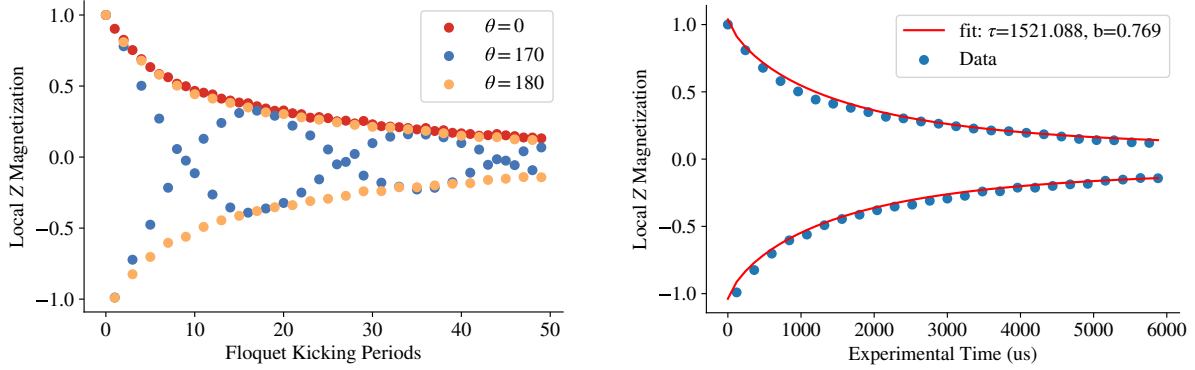 1.0
0.5
0.0
−0.5
−1.0
Local Z Magnetization
θ = 0
θ = 170
θ = 180
0 10 20 30 40 50
Floquet Kicking Periods
1.0
0.5
0.0
−0.5
−1.0
Local Z Magnetization
fit: τ=1521.088, b=0.769
Data
0 1000 2000 3000 4000 5000 6000
Experimental Time (us)